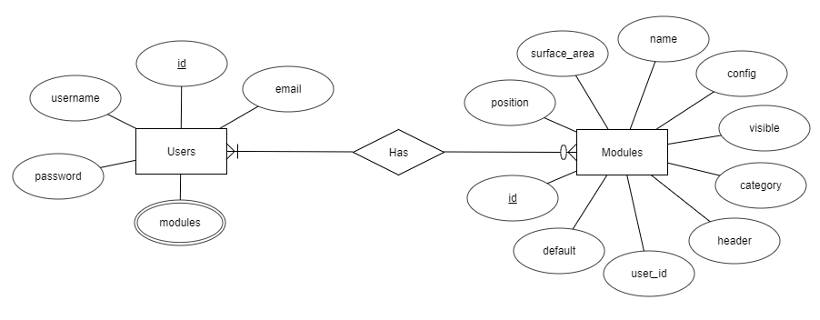 name
surface_area
id
config
email
username
position
visible
Users
Has
Modules
password
category
id
modules
header
default
user_id